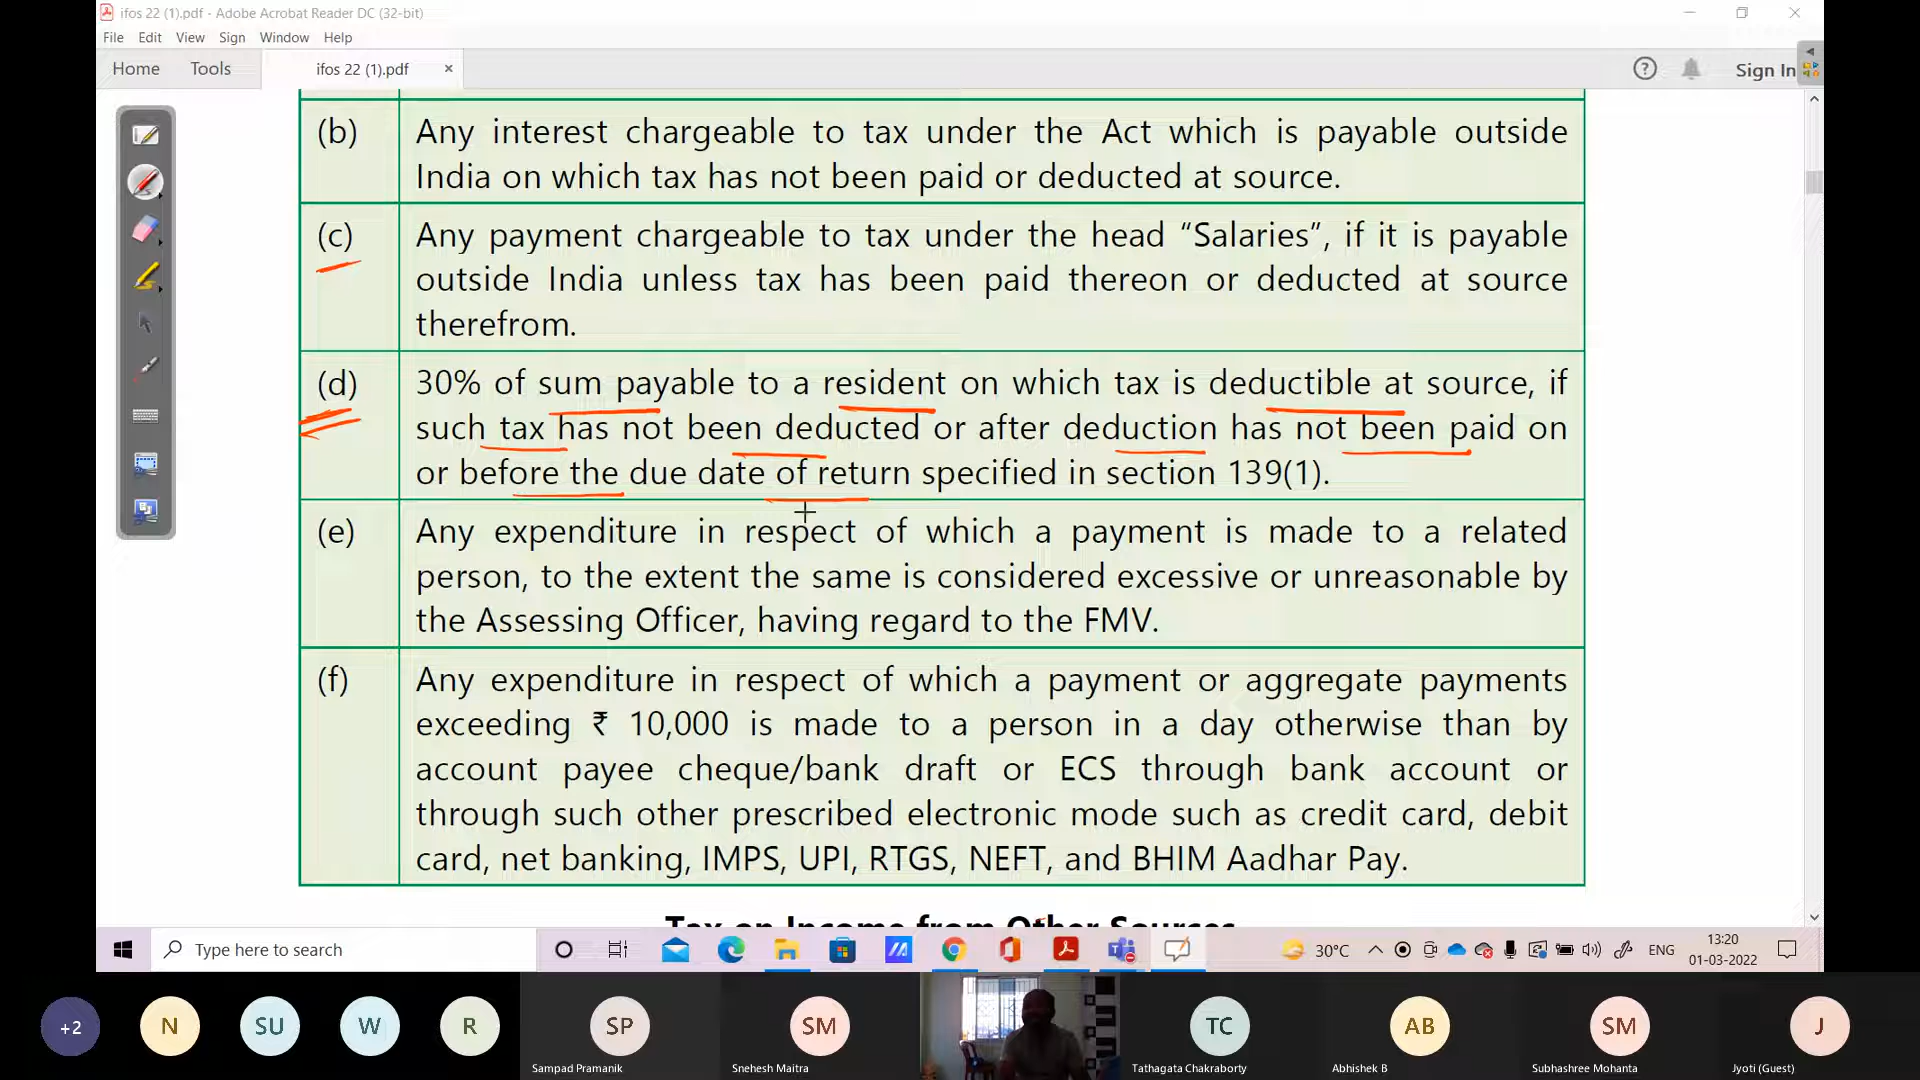 ifos 22 (1).pdf - Adobe Acrobat Reader DC (32-bit)
File Edit View Sign Window Help
Home Tools ifos 22 (1).pdf × Sign In
(b) Any interest chargeable to tax under the Act which is payable outside
India on which tax has not been paid or deducted at source.
(c) Any payment chargeable to tax under the head “Salaries”, if it is payable
outside India unless tax has been paid thereon or deducted at source
therefrom.
(d) 30% of sum payable to a resident on which tax is deductible at source, if
such tax has not been deducted or after deduction has not been paid on
or before the due date of return specified in section 139(1).
(e) Any expenditure in respect of which a payment is made to a related
person, to the extent the same is considered excessive or unreasonable by
the Assessing Officer, having regard to the FMV.
(f) Any expenditure in respect of which a payment or aggregate payments
exceeding ₹ 10,000 is made to a person in a day otherwise than by
account payee cheque/bank draft or ECS through bank account or
through such other prescribed electronic mode such as credit card, debit
card, net banking, IMPS, UPI, RTGS, NEFT, and BHIM Aadhar Pay.
Tax on Income from Other Sources
Type here to search 30°C ENG 13:20
01-03-2022
+2 N SU W R SP SM TC AB SM J
Sampad Pramanik Snehesh Maitra Tathagata Chakraborty Abhishek B Subhashree Mohanta Jyoti (Guest)